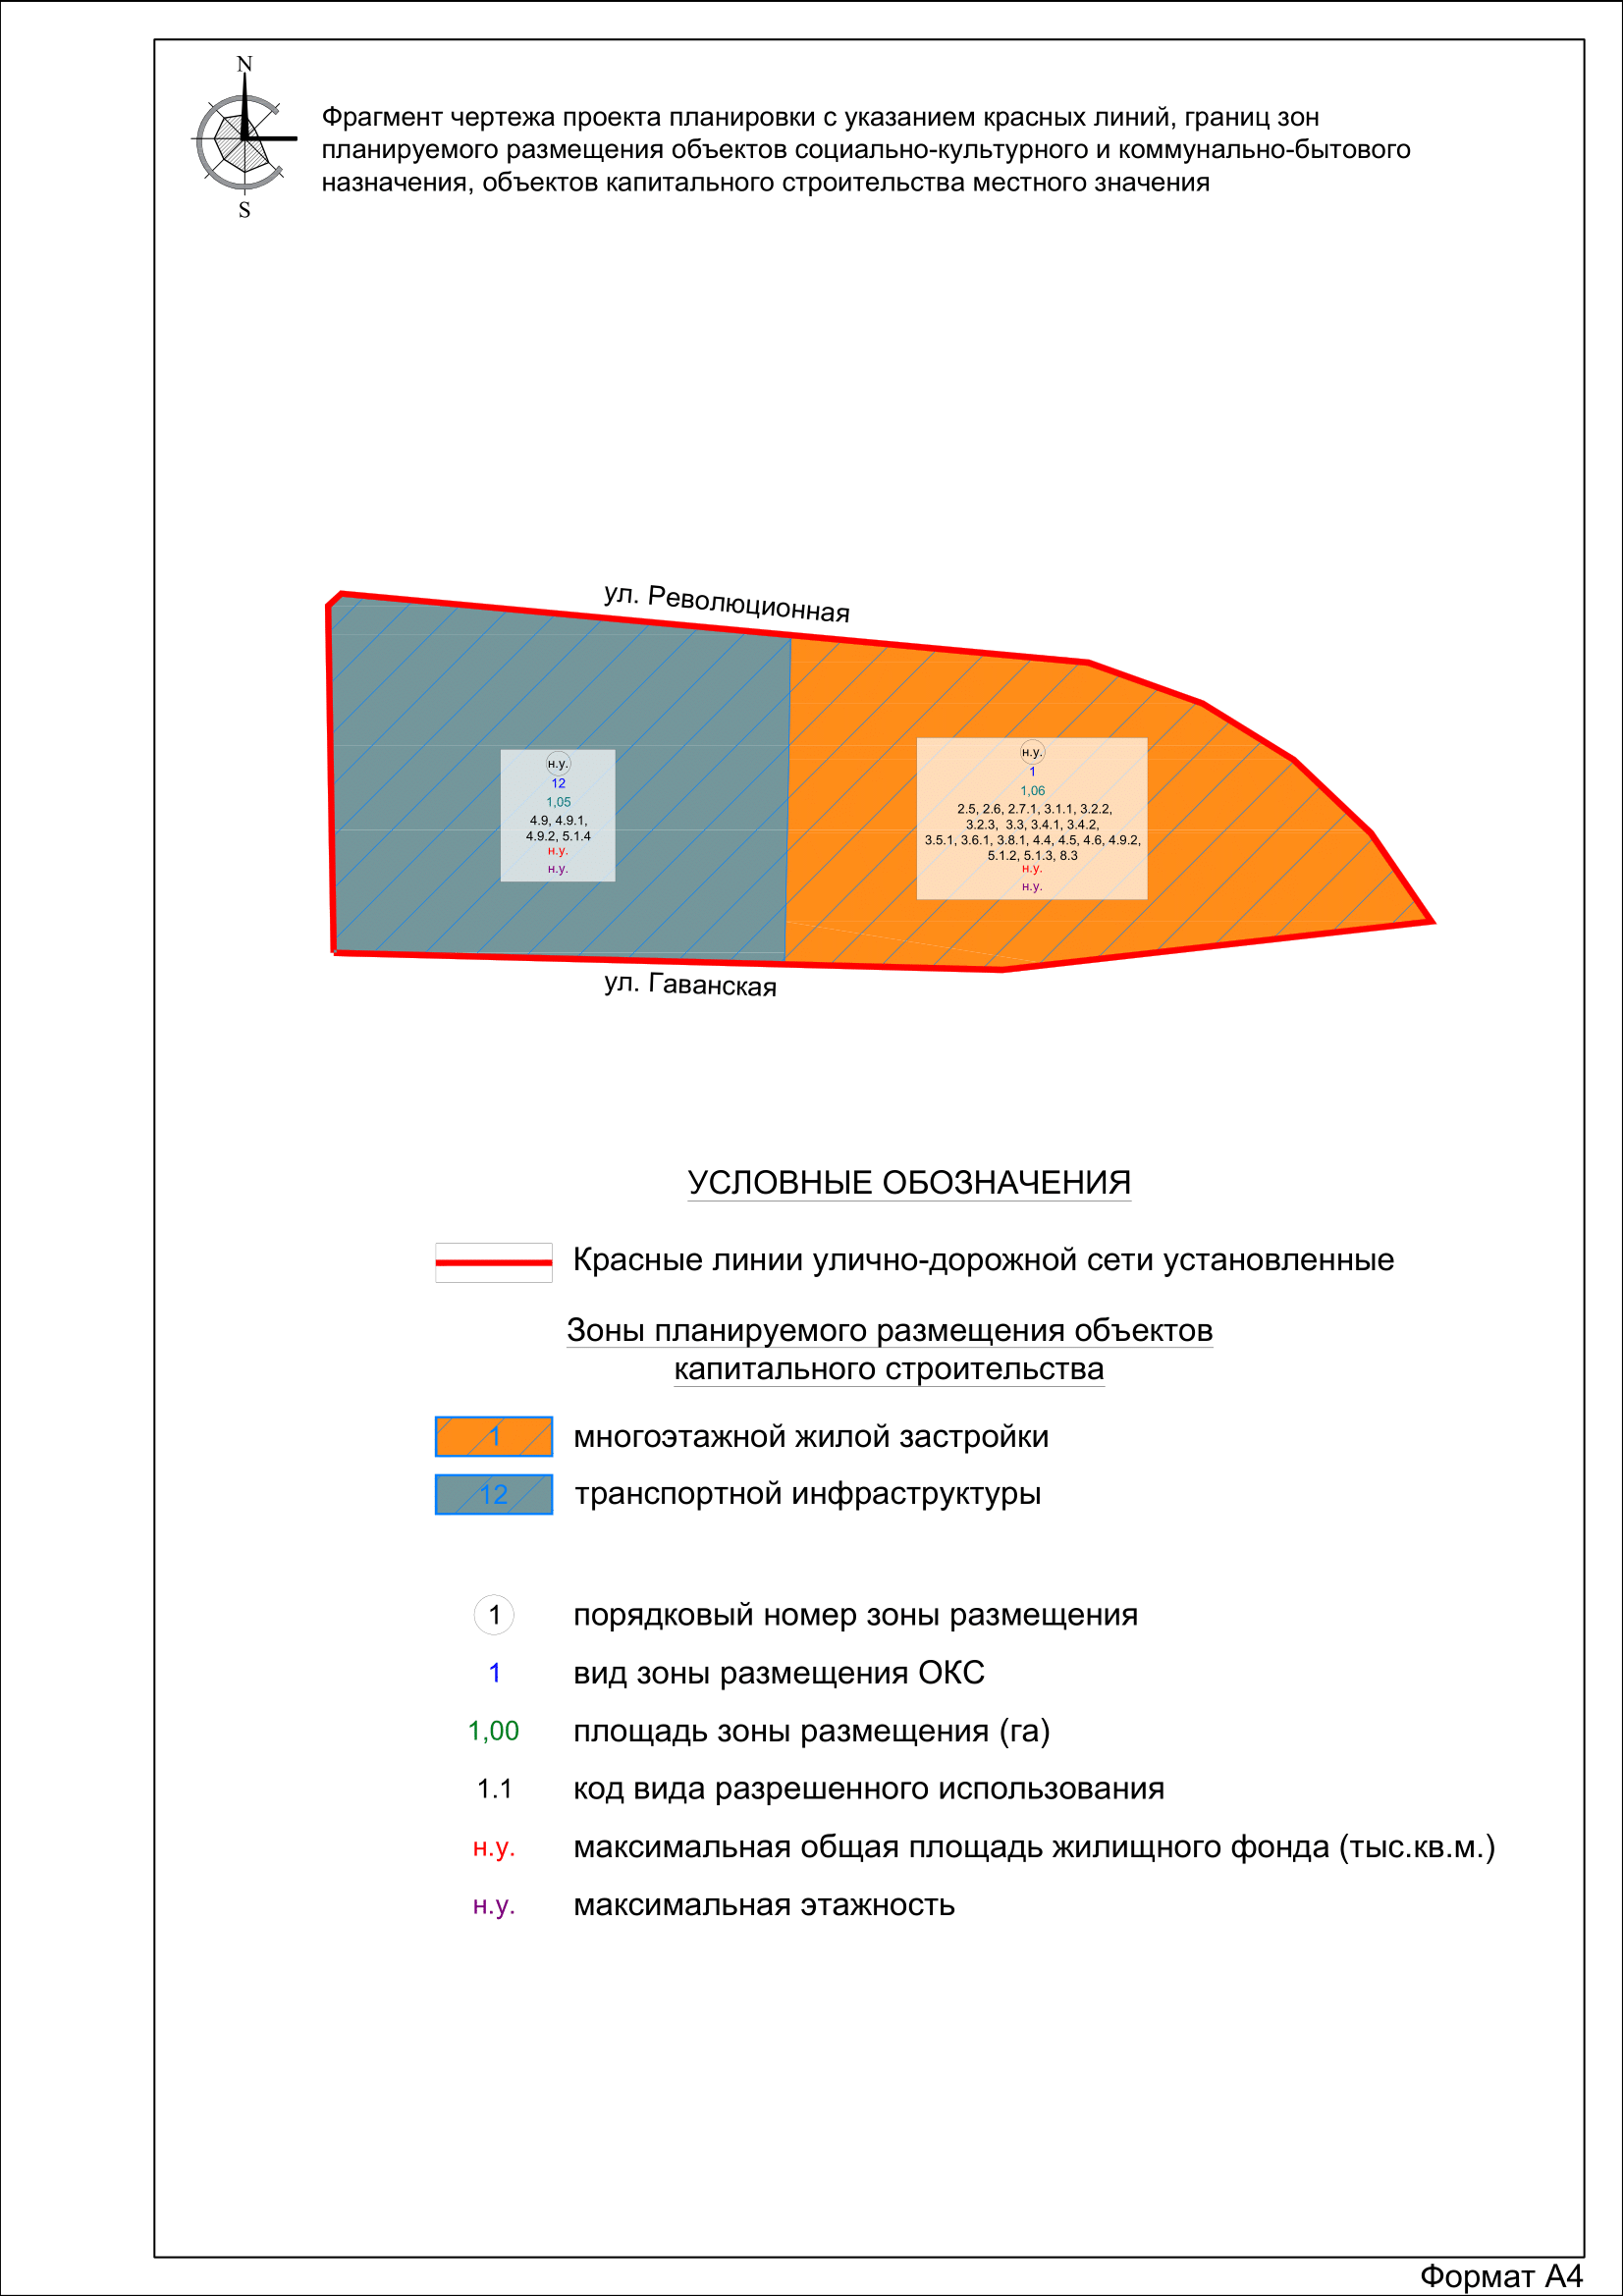 N
S
Фрагмент чертежа проекта планировки с указанием красных линий, границ зон
планируемого размещения объектов социально-культурного и коммунально-бытового
назначения, объектов капитального строительства местного значения
ул. Революционная
н.у.
12
1,05
4.9, 4.9.1,
4.9.2, 5.1.4
н.у.
н.у.
н.у.
1
1,06
2.5, 2.6, 2.7.1, 3.1.1, 3.2.2,
3.2.3, 3.3, 3.4.1, 3.4.2,
3.5.1, 3.6.1, 3.8.1, 4.4, 4.5, 4.6, 4.9.2,
5.1.2, 5.1.3, 8.3
н.у.
н.у.
ул. Гаванская
УСЛОВНЫЕ ОБОЗНАЧЕНИЯ
Красные линии улично-дорожной сети установленные
Зоны планируемого размещения объектов
капитального строительства
1 многоэтажной жилой застройки
12 транспортной инфраструктуры
1 порядковый номер зоны размещения
1 вид зоны размещения ОКС
1,00 площадь зоны размещения (га)
1.1 код вида разрешенного использования
н.у. максимальная общая площадь жилищного фонда (тыс.кв.м.)
н.у. максимальная этажность
Формат А4